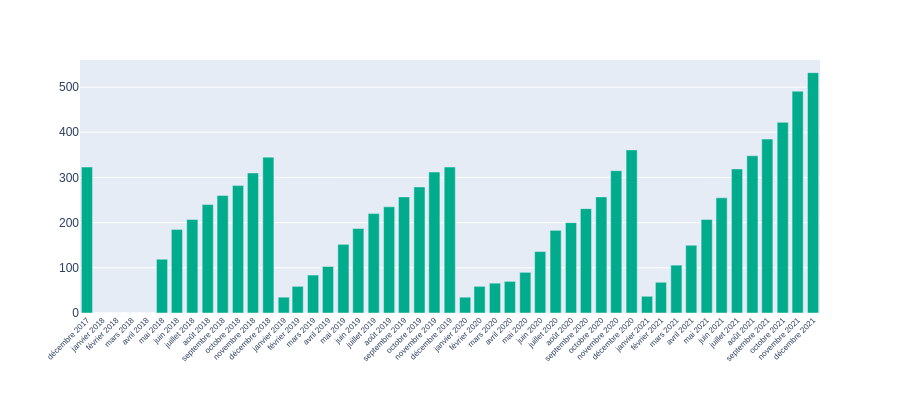 500
400
300
200
100
0
décembre 2017
janvier 2018
février 2018
mars 2018
avril 2018
mai 2018
juin 2018
juillet 2018
août 2018
septembre 2018
octobre 2018
novembre 2018
décembre 2018
janvier 2019
février 2019
mars 2019
avril 2019
mai 2019
juin 2019
juillet 2019
août 2019
septembre 2019
octobre 2019
novembre 2019
décembre 2019
janvier 2020
février 2020
mars 2020
avril 2020
mai 2020
juin 2020
juillet 2020
août 2020
septembre 2020
octobre 2020
novembre 2020
décembre 2020
janvier 2021
février 2021
mars 2021
avril 2021
mai 2021
juin 2021
juillet 2021
août 2021
septembre 2021
octobre 2021
novembre 2021
décembre 2021